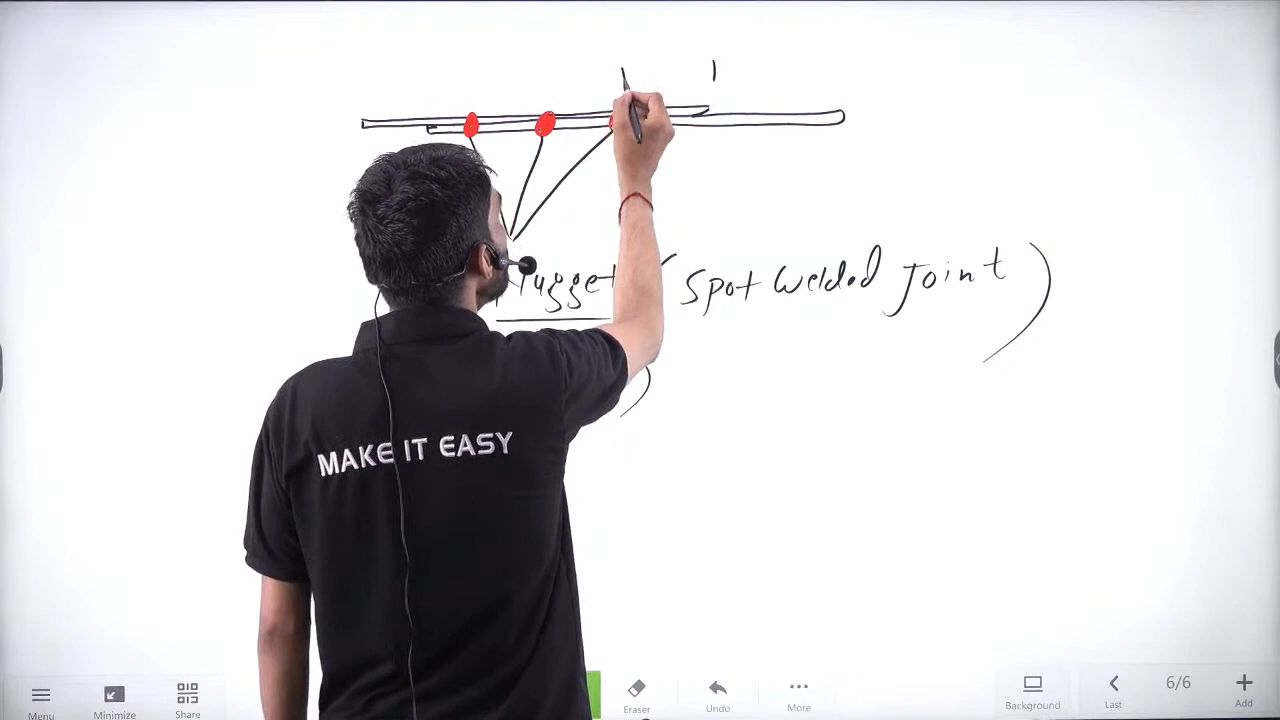 Nugget (Spot Welded Joint)
MAKE IT EASY
Menu
Minimize
Share
Eraser
Undo
More
Background
Last
6/6
Add